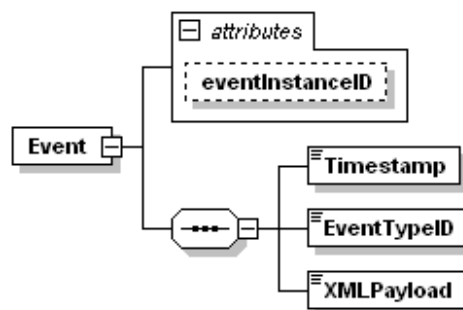 attributes
eventInstanceID
Event
Timestamp
EventTypeID
XMLPayload